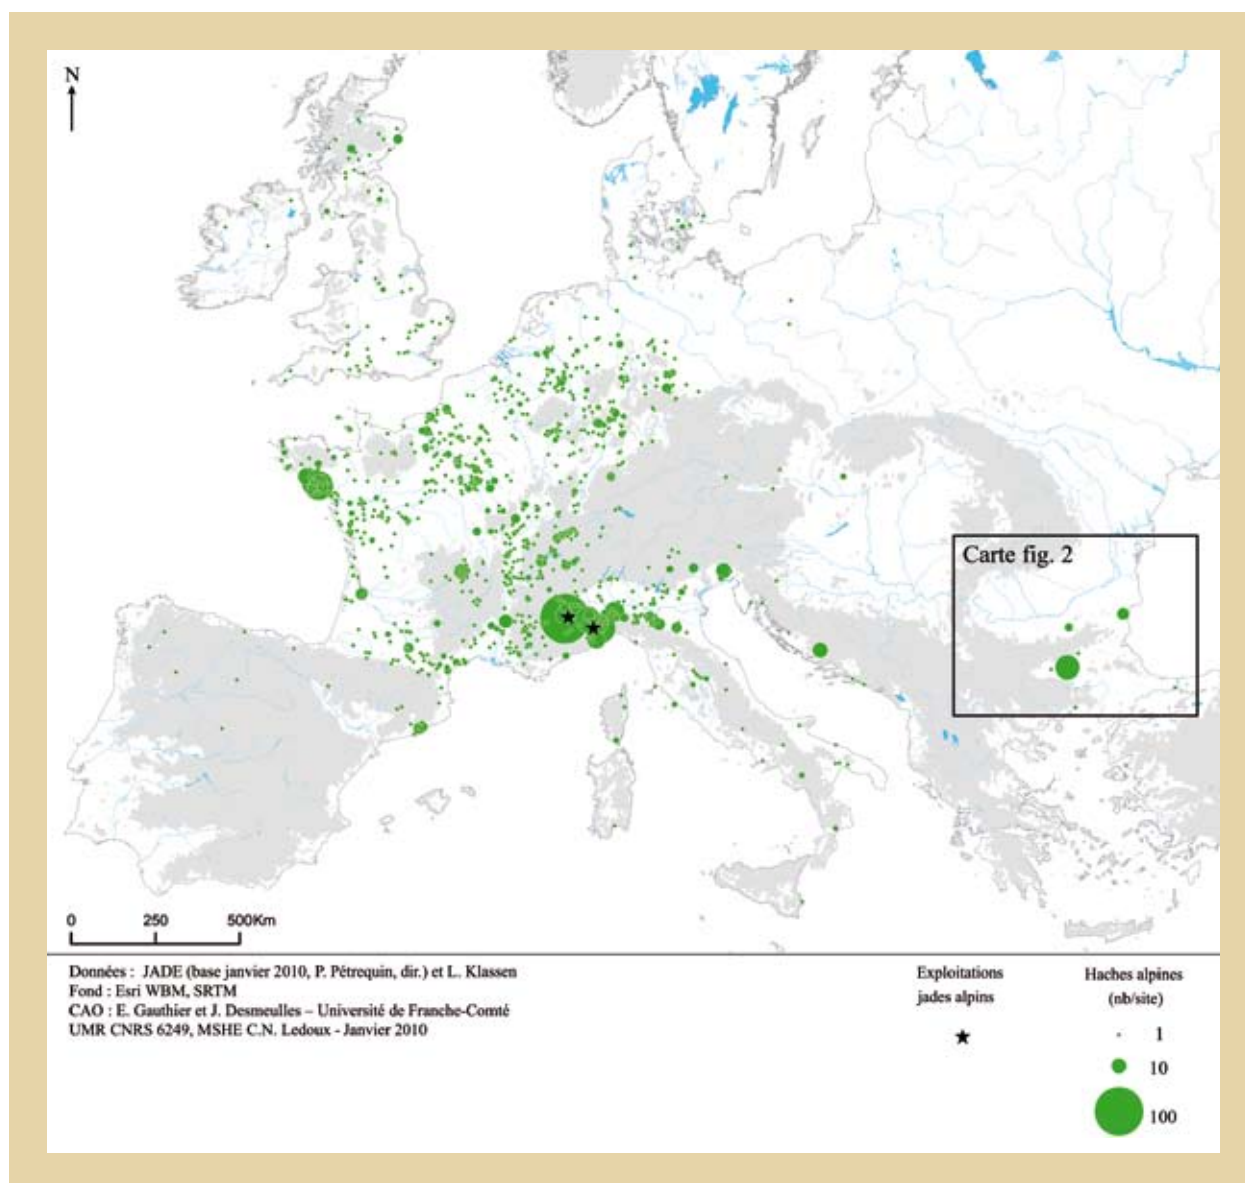 N
Carte fig. 2
0 250 500Km
Données : JADE (base janvier 2010, P. Pétrequin, dir.) et L. Klassen
Fond : Esri WBM, SRTM
CAO : E. Gauthier et J. Desmeulles – Université de Franche-Comté
UMR CNRS 6249, MSHE C.N. Ledoux - Janvier 2010
Exploitations
jades alpins
Haches alpines
(nb/site)
1
10
100